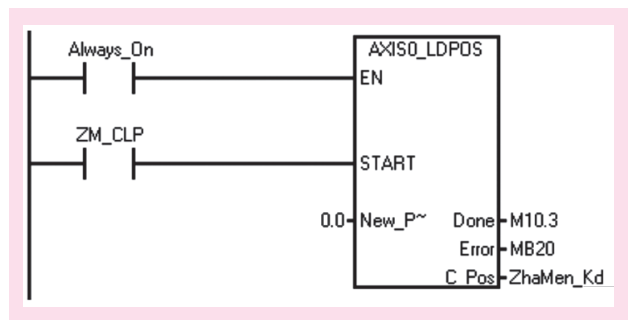 Always_On
AXIS0_LDPOS
EN
ZM_CLP
START
0.0 New_P~ Done M10.3
Error MB20
C_Pos ZhaMen_Kd